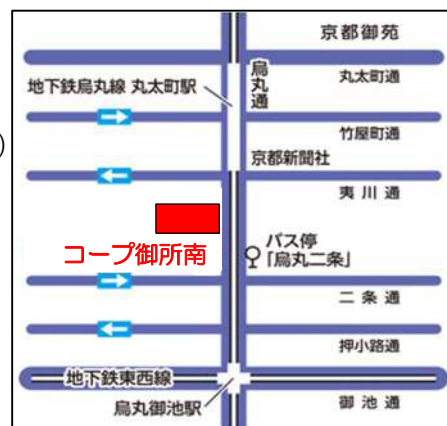 京都御苑
烏丸通
丸太町通
地下鉄烏丸線 丸太町駅
竹屋町通
京都新聞社
夷川通
コープ御所南
バス停
「烏丸二条」
二条通
押小路通
地下鉄東西線
烏丸御池駅
御池通